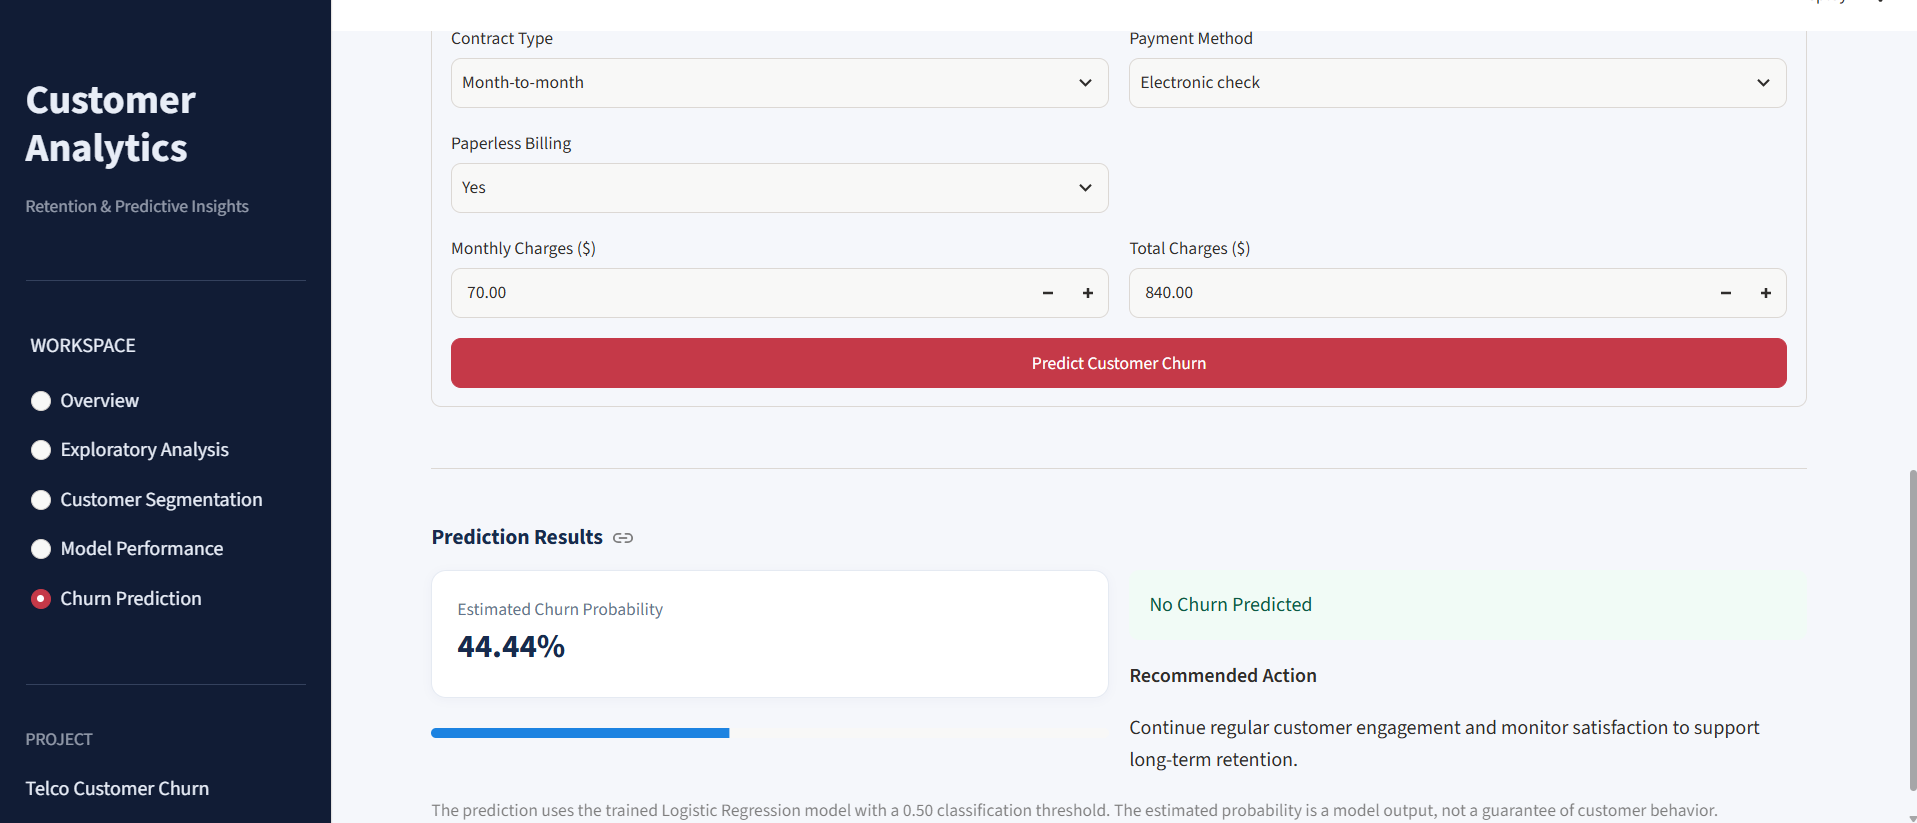 Customer
Analytics
Retention & Predictive Insights
WORKSPACE
Overview
Exploratory Analysis
Customer Segmentation
Model Performance
Churn Prediction
PROJECT
Telco Customer Churn
Contract Type
Payment Method
Month-to-month
Electronic check
Paperless Billing
Yes
Monthly Charges ($)
Total Charges ($)
70.00
840.00
Predict Customer Churn
Prediction Results
Estimated Churn Probability
44.44%
No Churn Predicted
Recommended Action
Continue regular customer engagement and monitor satisfaction to support
long-term retention.
The prediction uses the trained Logistic Regression model with a 0.50 classification threshold. The estimated probability is a model output, not a guarantee of customer behavior.